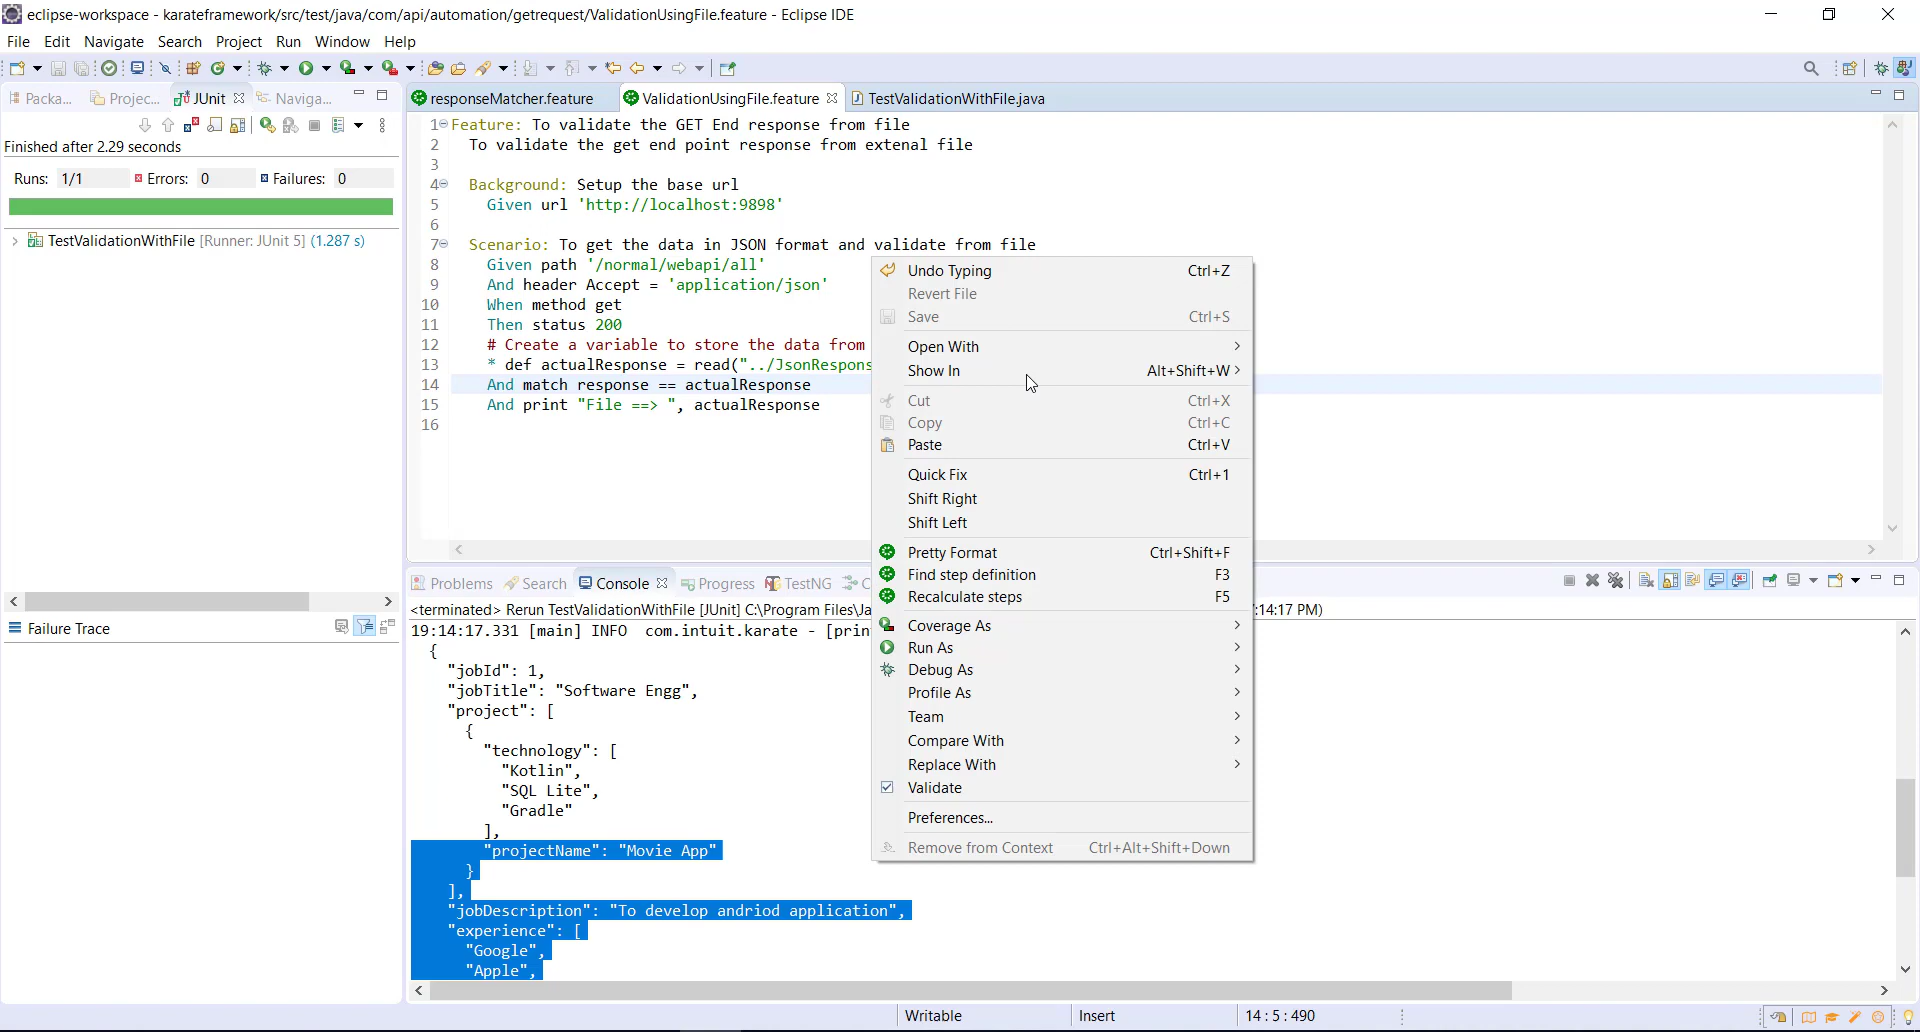 eclipse-workspace - karateframework/src/test/java/com/api/automation/getrequest/ValidationUsingFile.feature - Eclipse IDE
File Edit Navigate Search Project Run Window Help
Packa... Projec... JUnit Naviga...
responseMatcher.feature ValidationUsingFile.feature TestValidationWithFile.java
Finished after 2.29 seconds
Runs: 1/1 Errors: 0 Failures: 0
TestValidationWithFile [Runner: JUnit 5] (1.287 s)
Failure Trace
1 Feature: To validate the GET End response from file
2 To validate the get end point response from extenal file
3
4 Background: Setup the base url
5 Given url 'http://localhost:9898'
6
7 Scenario: To get the data in JSON format and validate from file
8 Given path '/normal/webapi/all'
9 And header Accept = 'application/json'
10 When method get
11 Then status 200
12 # Create a variable to store the data from
13 * def actualResponse = read("../JsonRespons
14 And match response == actualResponse
15 And print "File ==> ", actualResponse
16
Undo Typing Ctrl+Z
Revert File
Save Ctrl+S
Open With
Show In Alt+Shift+W
Cut Ctrl+X
Copy Ctrl+C
Paste Ctrl+V
Quick Fix Ctrl+1
Shift Right
Shift Left
Pretty Format Ctrl+Shift+F
Find step definition F3
Recalculate steps F5
Coverage As
Run As
Debug As
Profile As
Team
Compare With
Replace With
Validate
Preferences...
Remove from Context Ctrl+Alt+Shift+Down
Problems Search Console Progress TestNG C
<terminated> Rerun TestValidationWithFile [JUnit] C:\Program Files\Ja :14:17 PM)
19:14:17.331 [main] INFO com.intuit.karate - [prin
{
"jobId": 1,
"jobTitle": "Software Engg",
"project": [
{
"technology": [
"Kotlin",
"SQL Lite",
"Gradle"
],
"projectName": "Movie App"
}
],
"jobDescription": "To develop andriod application",
"experience": [
"Google",
"Apple",
Writable Insert 14 : 5 : 490